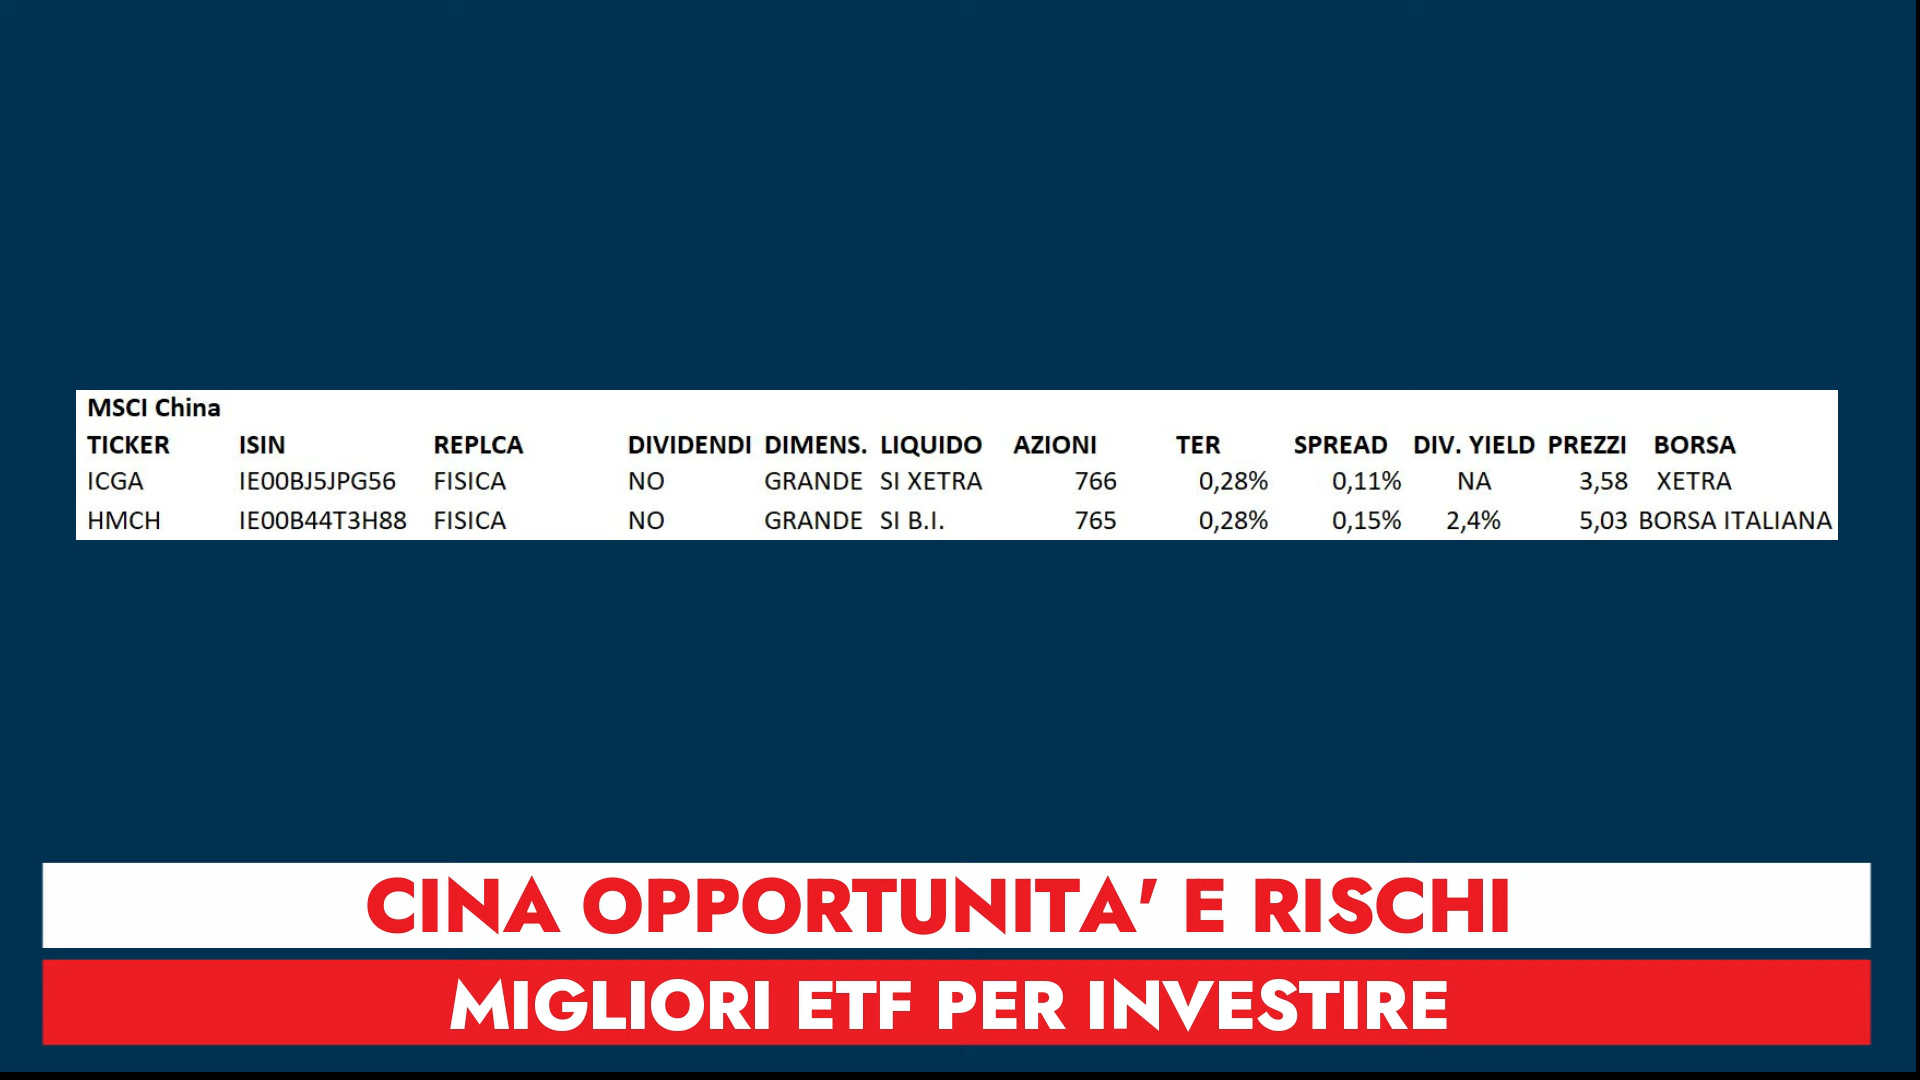 MSCI China
TICKER ISIN REPLCA DIVIDENDI DIMENS. LIQUIDO AZIONI TER SPREAD DIV. YIELD PREZZI BORSA
ICGA IE00BJ5JPG56 FISICA NO GRANDE SI XETRA 766 0,28% 0,11% NA 3,58 XETRA
HMCH IE00B44T3H88 FISICA NO GRANDE SI B.I. 765 0,28% 0,15% 2,4% 5,03 BORSA ITALIANA
CINA OPPORTUNITA' E RISCHI
MIGLIORI ETF PER INVESTIRE